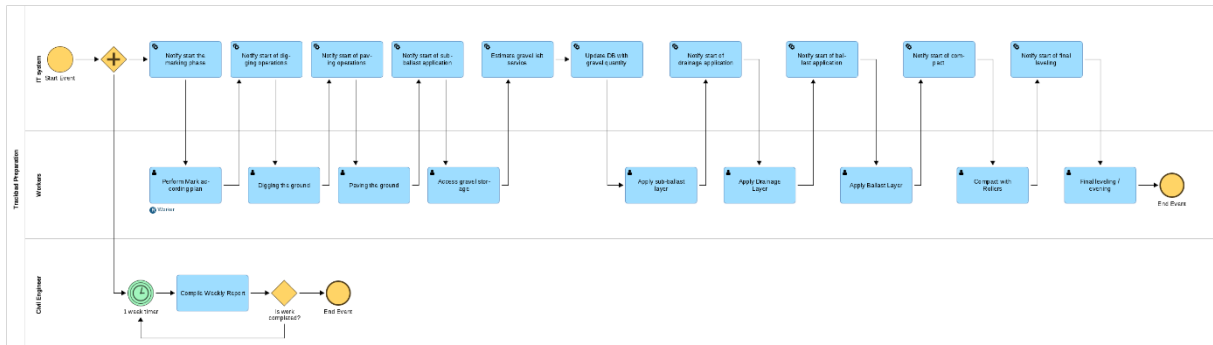 Trackbed Preparation
IT system
Start Event
Notify start the
marking phase
Notify start of dig-
ging operations
Notify start of pav-
ing operations
Notify start of sub-
ballast application
Estimate gravel left
service
Update DB with
gravel quantity
Notify start of
drainage application
Notify start of bal-
last application
Notify start of com-
pact
Notify start of final
leveling
Workers
Perform Mark ac-
cording plan
Worker
Digging the ground
Paving the ground
Access gravel stor-
age
Apply sub-ballast
layer
Apply Drainage
Layer
Apply Ballast Layer
Compact with
Rollers
Final leveling /
evening
End Event
Civil Engineer
1 week timer
Compile Weekly Report
Is work
completed?
End Event